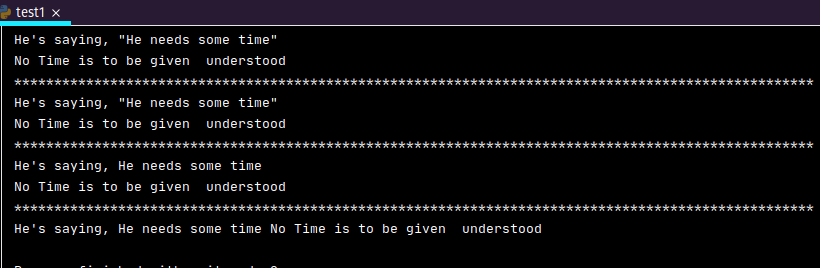 test1 ×
He's saying, "He needs some time"
No Time is to be given  understood
****************************************************************************************************
He's saying, "He needs some time"
No Time is to be given  understood
****************************************************************************************************
He's saying, He needs some time
No Time is to be given  understood
****************************************************************************************************
He's saying, He needs some time No Time is to be given  understood